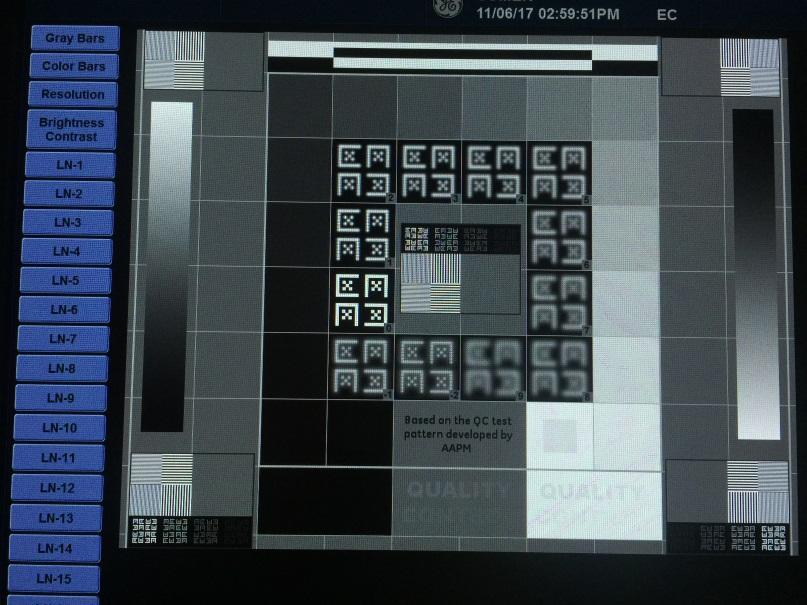 11/06/17 02:59:51PM EC
Gray Bars
Color Bars
Resolution
Brightness
Contrast
LN-1
LN-2
LN-3
LN-4
LN-5
LN-6
LN-7
LN-8
LN-9
LN-10
LN-11
LN-12
LN-13
LN-14
LN-15
Based on the QC test
pattern developed by
AAPM
QUALITY QUALITY